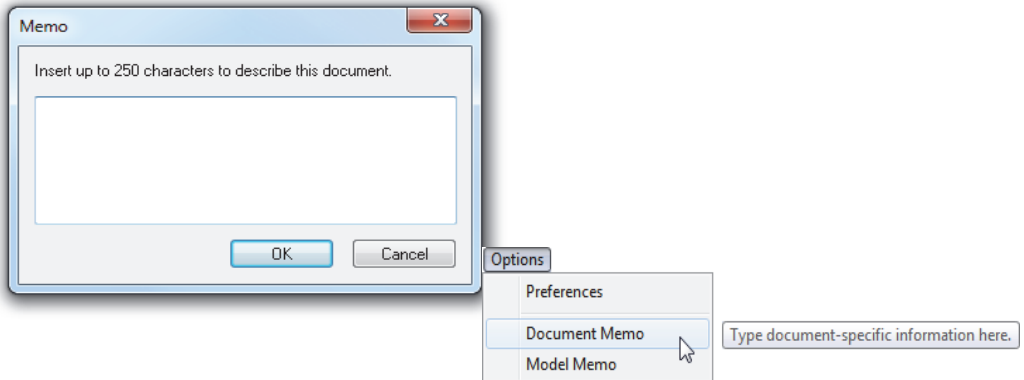 Memo
Insert up to 250 characters to describe this document.
OK
Cancel
Options
Preferences
Document Memo
Type document-specific information here.
Model Memo